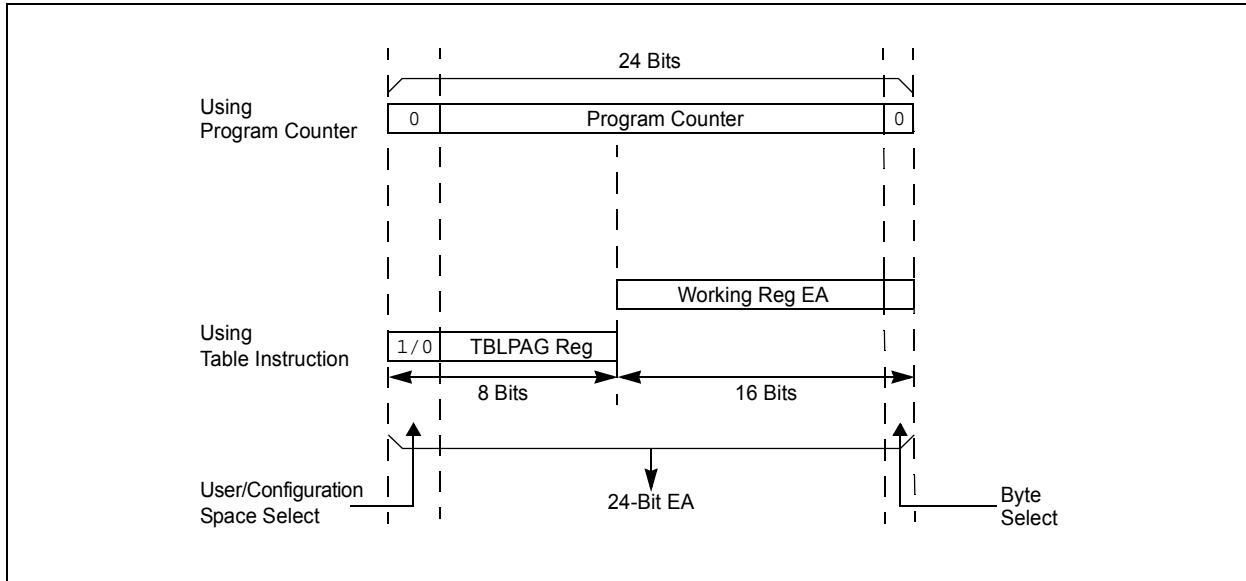 24 Bits
Using
Program Counter
0
Program Counter
0
Working Reg EA
Using
Table Instruction
1/0
TBLPAG Reg
8 Bits
16 Bits
User/Configuration
Space Select
24-Bit EA
Byte
Select